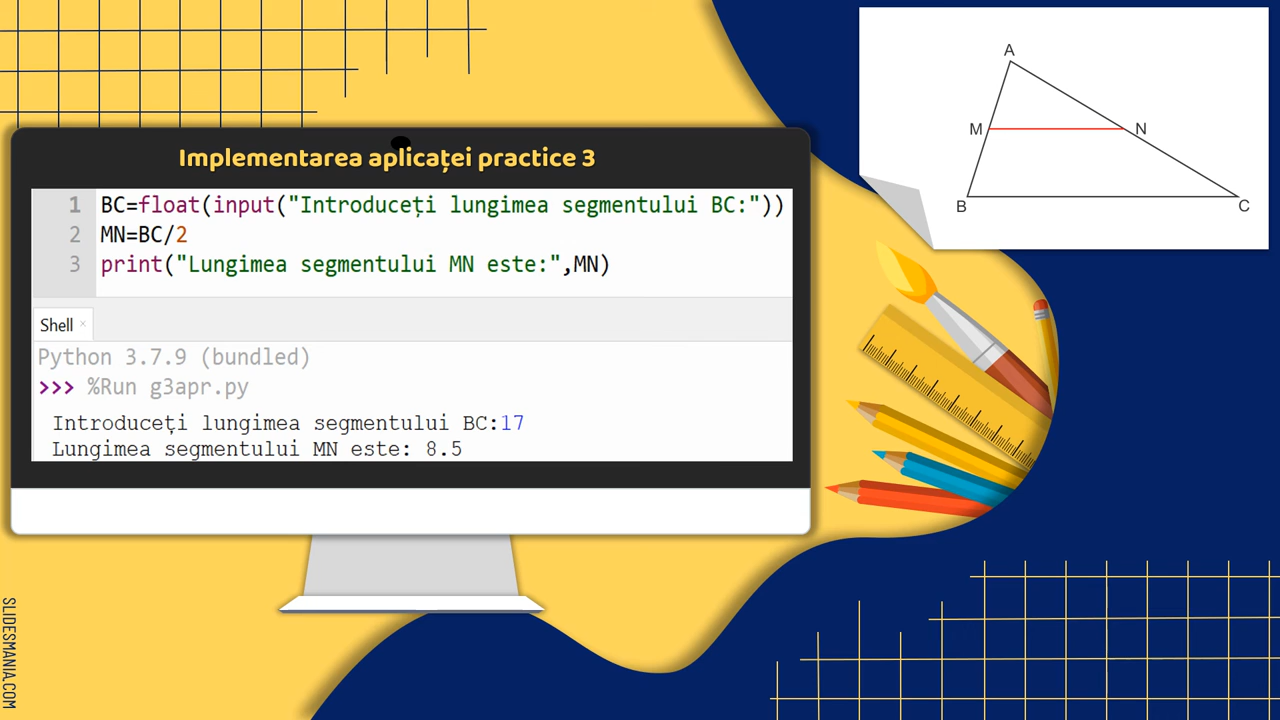 Implementarea aplicaței practice 3
1 BC=float(input("Introduceți lungimea segmentului BC:"))
2 MN=BC/2
3 print("Lungimea segmentului MN este:",MN)
Shell ×
Python 3.7.9 (bundled)
>>> %Run g3apr.py
Introduceți lungimea segmentului BC:17
Lungimea segmentului MN este: 8.5
A
M N
B C
SLIDESMANIA.COM